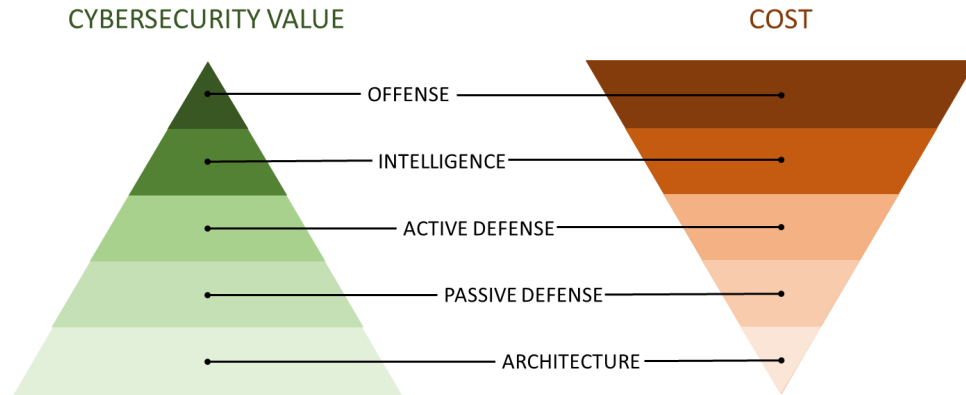 CYBERSECURITY VALUE
COST
OFFENSE
INTELLIGENCE
ACTIVE DEFENSE
PASSIVE DEFENSE
ARCHITECTURE